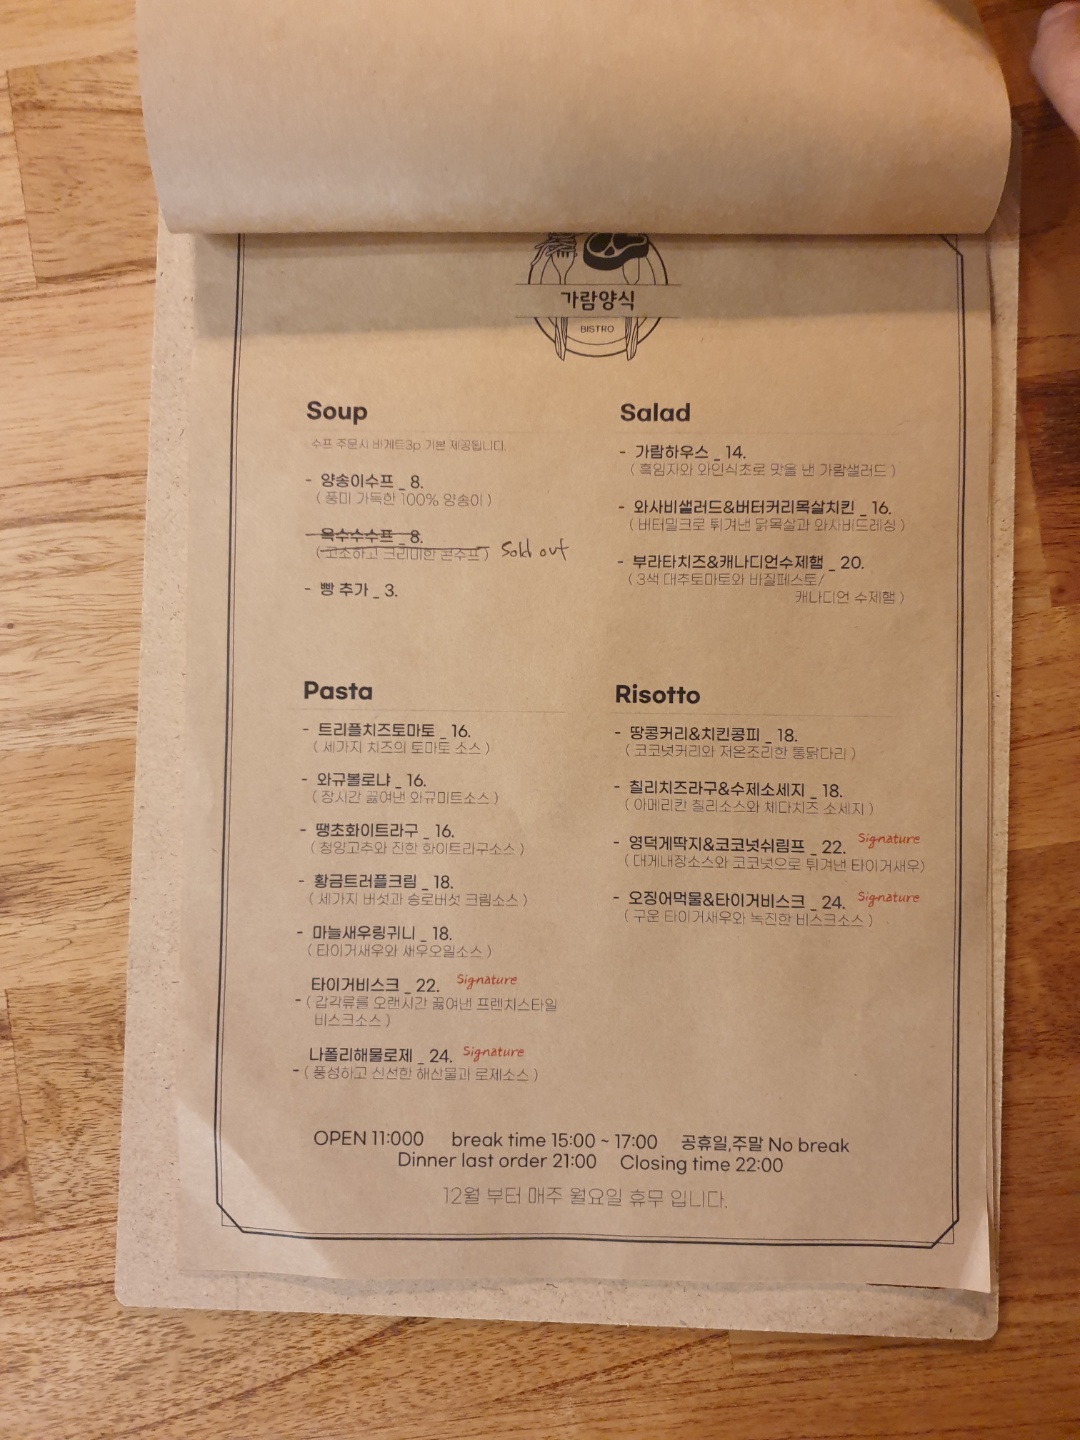 가람양식
BISTRO
Soup
수프 주문시 바게트3p 기본 제공됩니다.
- 양송이수프 _ 8.
( 풍미 가득한 100% 양송이 )
- 옥수수수프 _ 8.
( 고소하고 크리미한 콘수프 ) Sold out
- 빵 추가 _ 3.
Salad
- 가람하우스 _ 14.
( 흑임자와 와인식초로 맛을 낸 가람샐러드 )
- 와사비샐러드&버터커리목살치킨 _ 16.
( 버터밀크로 튀겨낸 닭목살과 와사비드레싱 )
- 부라타치즈&캐나디언수제햄 _ 20.
( 3색 대추토마토와 바질페스토/
캐나디언 수제햄 )
Pasta
- 트리플치즈토마토 _ 16.
( 세가지 치즈의 토마토 소스 )
- 와규볼로냐 _ 16.
( 장시간 끓여낸 와규미트소스 )
- 땡초화이트라구 _ 16.
( 청양고추와 진한 화이트라구소스 )
- 황금트러플크림 _ 18.
( 세가지 버섯과 송로버섯 크림소스 )
- 마늘새우링귀니 _ 18.
( 타이거새우와 새우오일소스 )
타이거비스크 _ 22. Signature
- ( 갑각류를 오랜시간 끓여낸 프렌치스타일
비스크소스 )
나폴리해물로제 _ 24. Signature
- ( 풍성하고 신선한 해산물과 로제소스 )
Risotto
- 땅콩커리&치킨콩피 _ 18.
( 코코넛커리와 저온조리한 통닭다리 )
- 칠리치즈라구&수제소세지 _ 18.
( 아메리칸 칠리소스와 체다치즈 소세지 )
- 영덕게딱지&코코넛쉬림프 _ 22. Signature
( 대게내장소스와 코코넛으로 튀겨낸 타이거새우)
- 오징어먹물&타이거비스크 _ 24. Signature
( 구운 타이거새우와 녹진한 비스크소스 )
OPEN 11:000 break time 15:00 ~ 17:00 공휴일,주말 No break
Dinner last order 21:00 Closing time 22:00
12월 부터 매주 월요일 휴무 입니다.